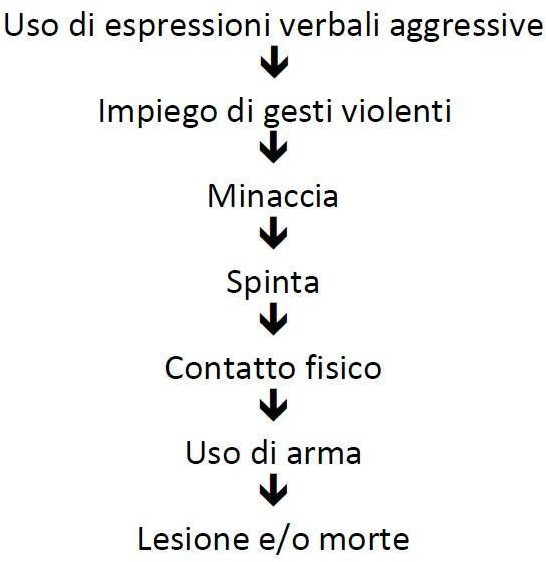 Uso di espressioni verbali aggressive
Impiego di gesti violenti
Minaccia
Spinta
Contatto fisico
Uso di arma
Lesione e/o morte